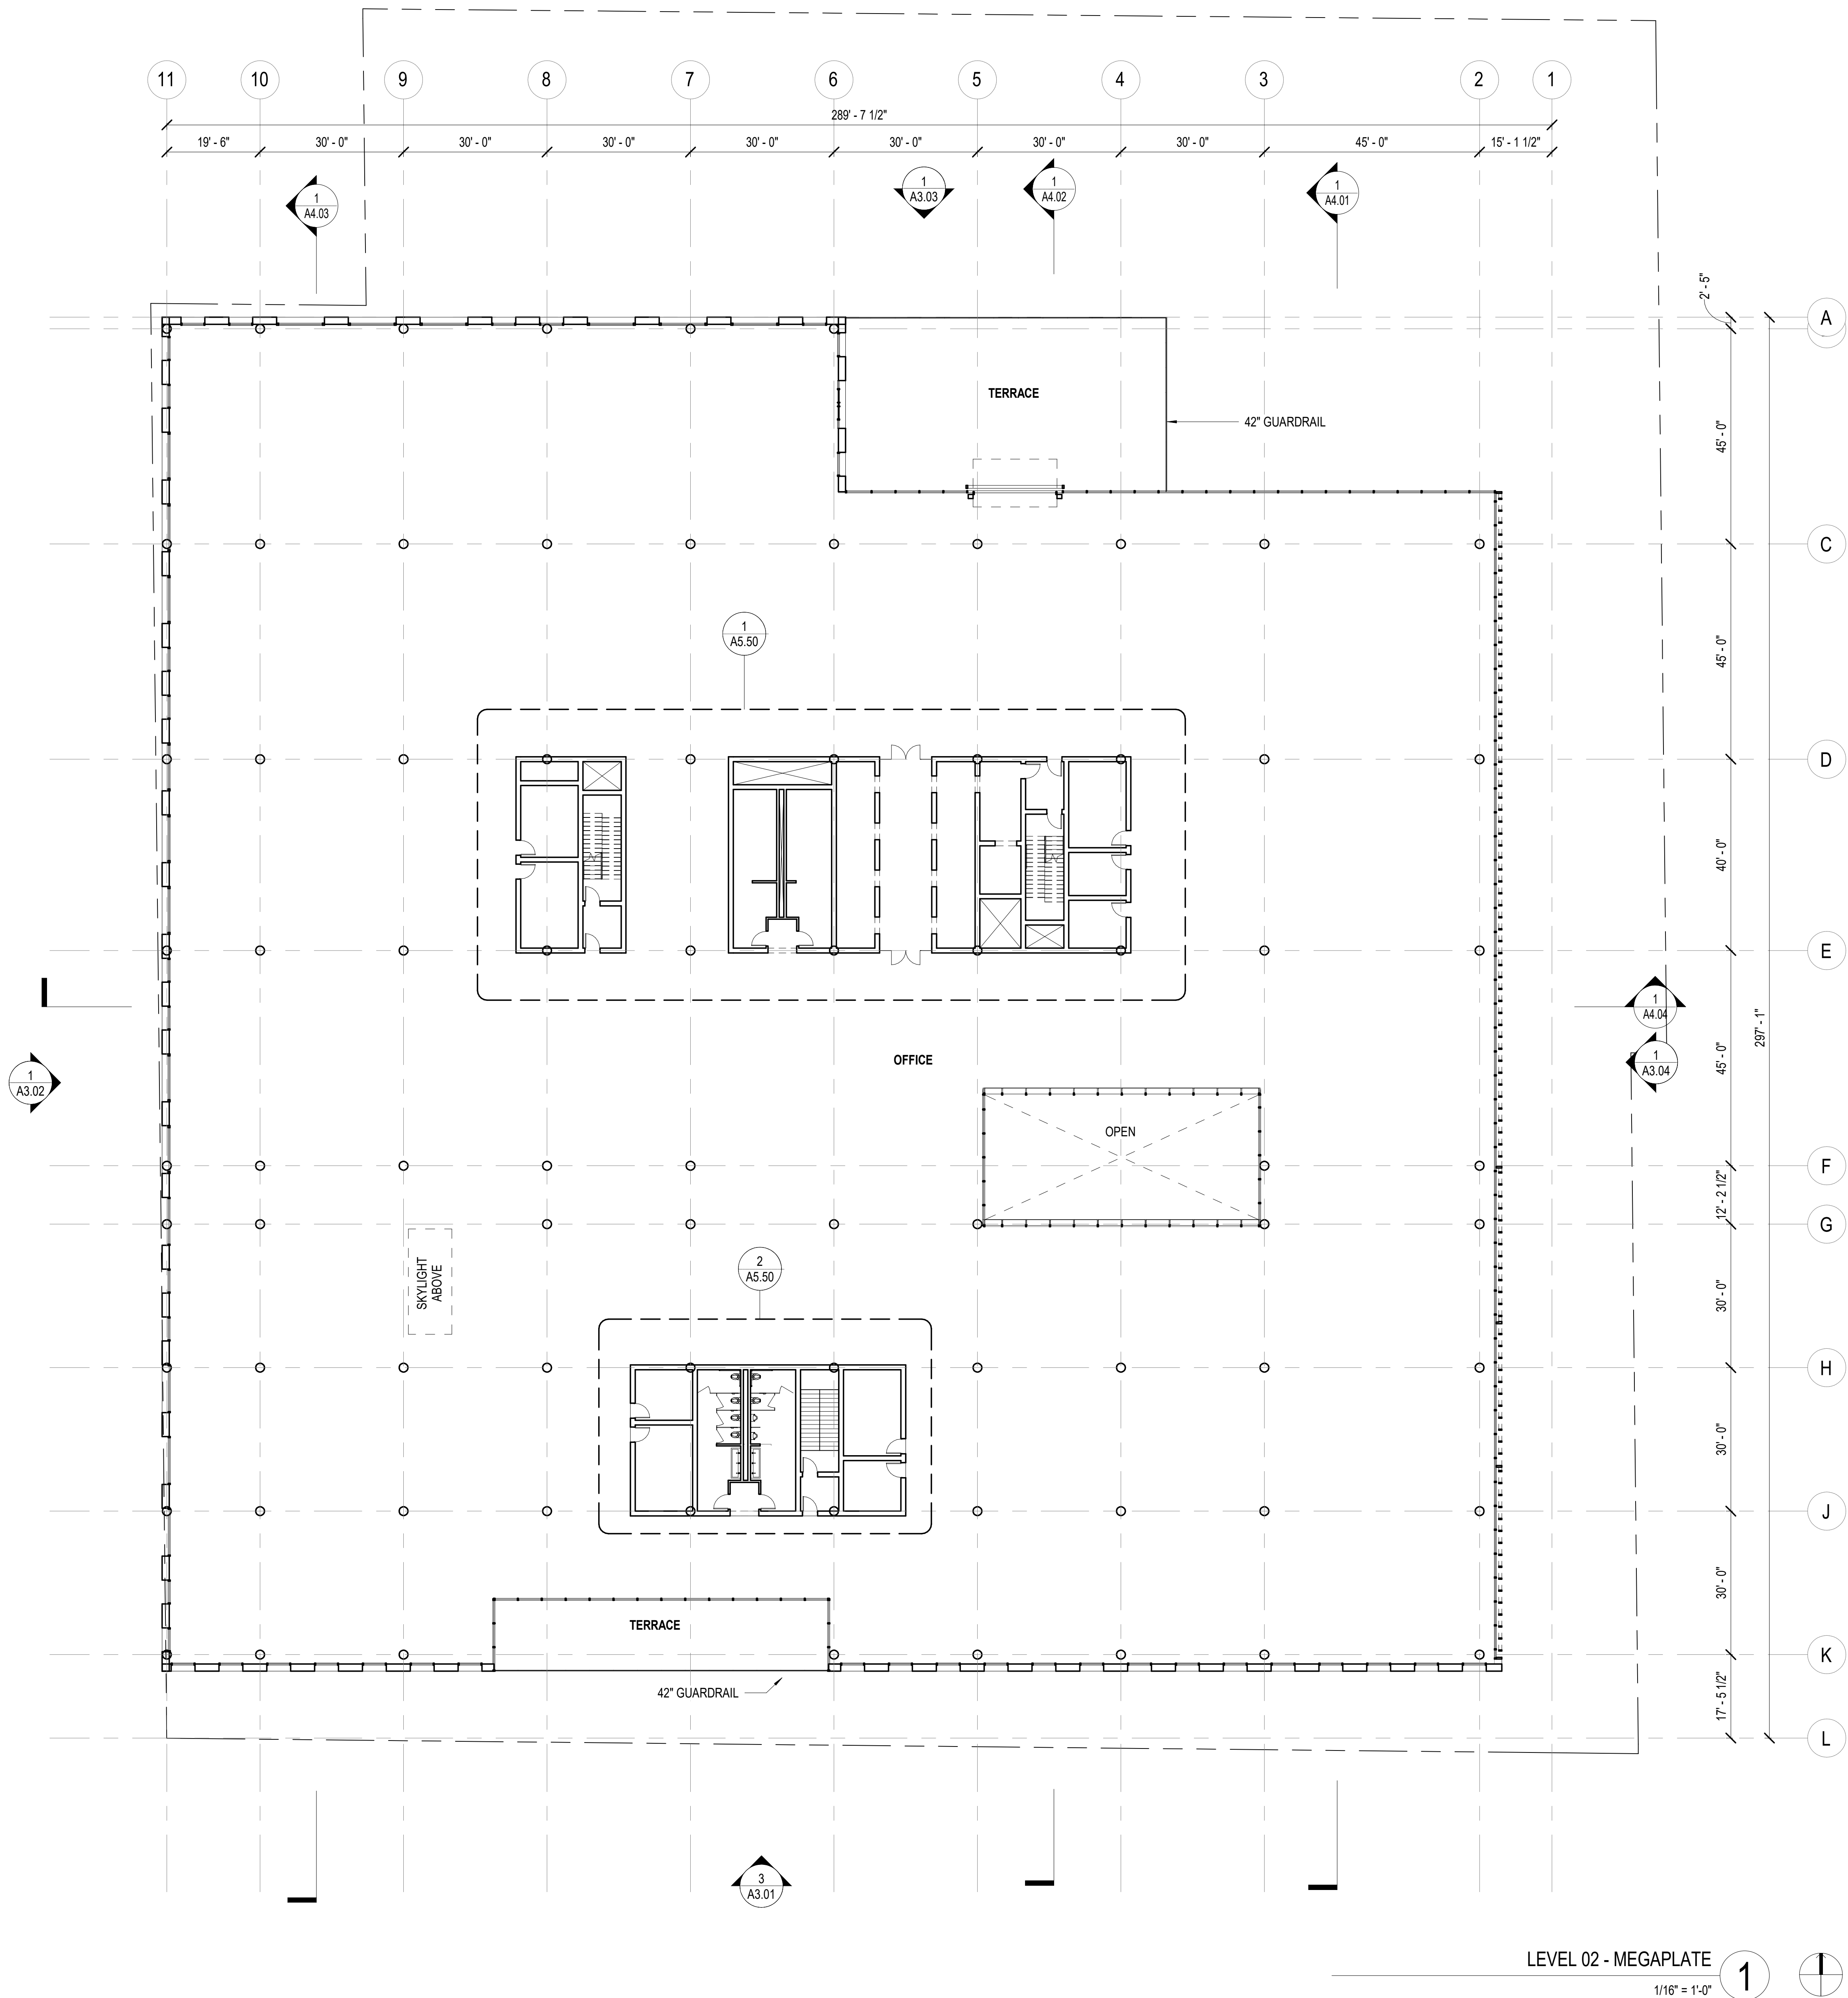 11 10 9 8 7 6 5 4 3 2 1
289' - 7 1/2"
19' - 6" 30' - 0" 30' - 0" 30' - 0" 30' - 0" 30' - 0" 30' - 0" 30' - 0" 45' - 0" 15' - 1 1/2"
1
A4.03
1
A3.03
1
A4.02
1
A4.01
2' - 5"
A
TERRACE
42" GUARDRAIL
45' - 0"
C
1
A5.50
45' - 0"
D
40' - 0"
E
1
A4.04
297' - 1"
OFFICE
45' - 0"
1
A3.04
1
A3.02
OPEN
F
12' - 2 1/2"
G
SKYLIGHT
ABOVE
2
A5.50
30' - 0"
H
30' - 0"
J
30' - 0"
TERRACE
K
42" GUARDRAIL
17' - 5 1/2"
L
3
A3.01
LEVEL 02 - MEGAPLATE
1
1/16" = 1'-0"